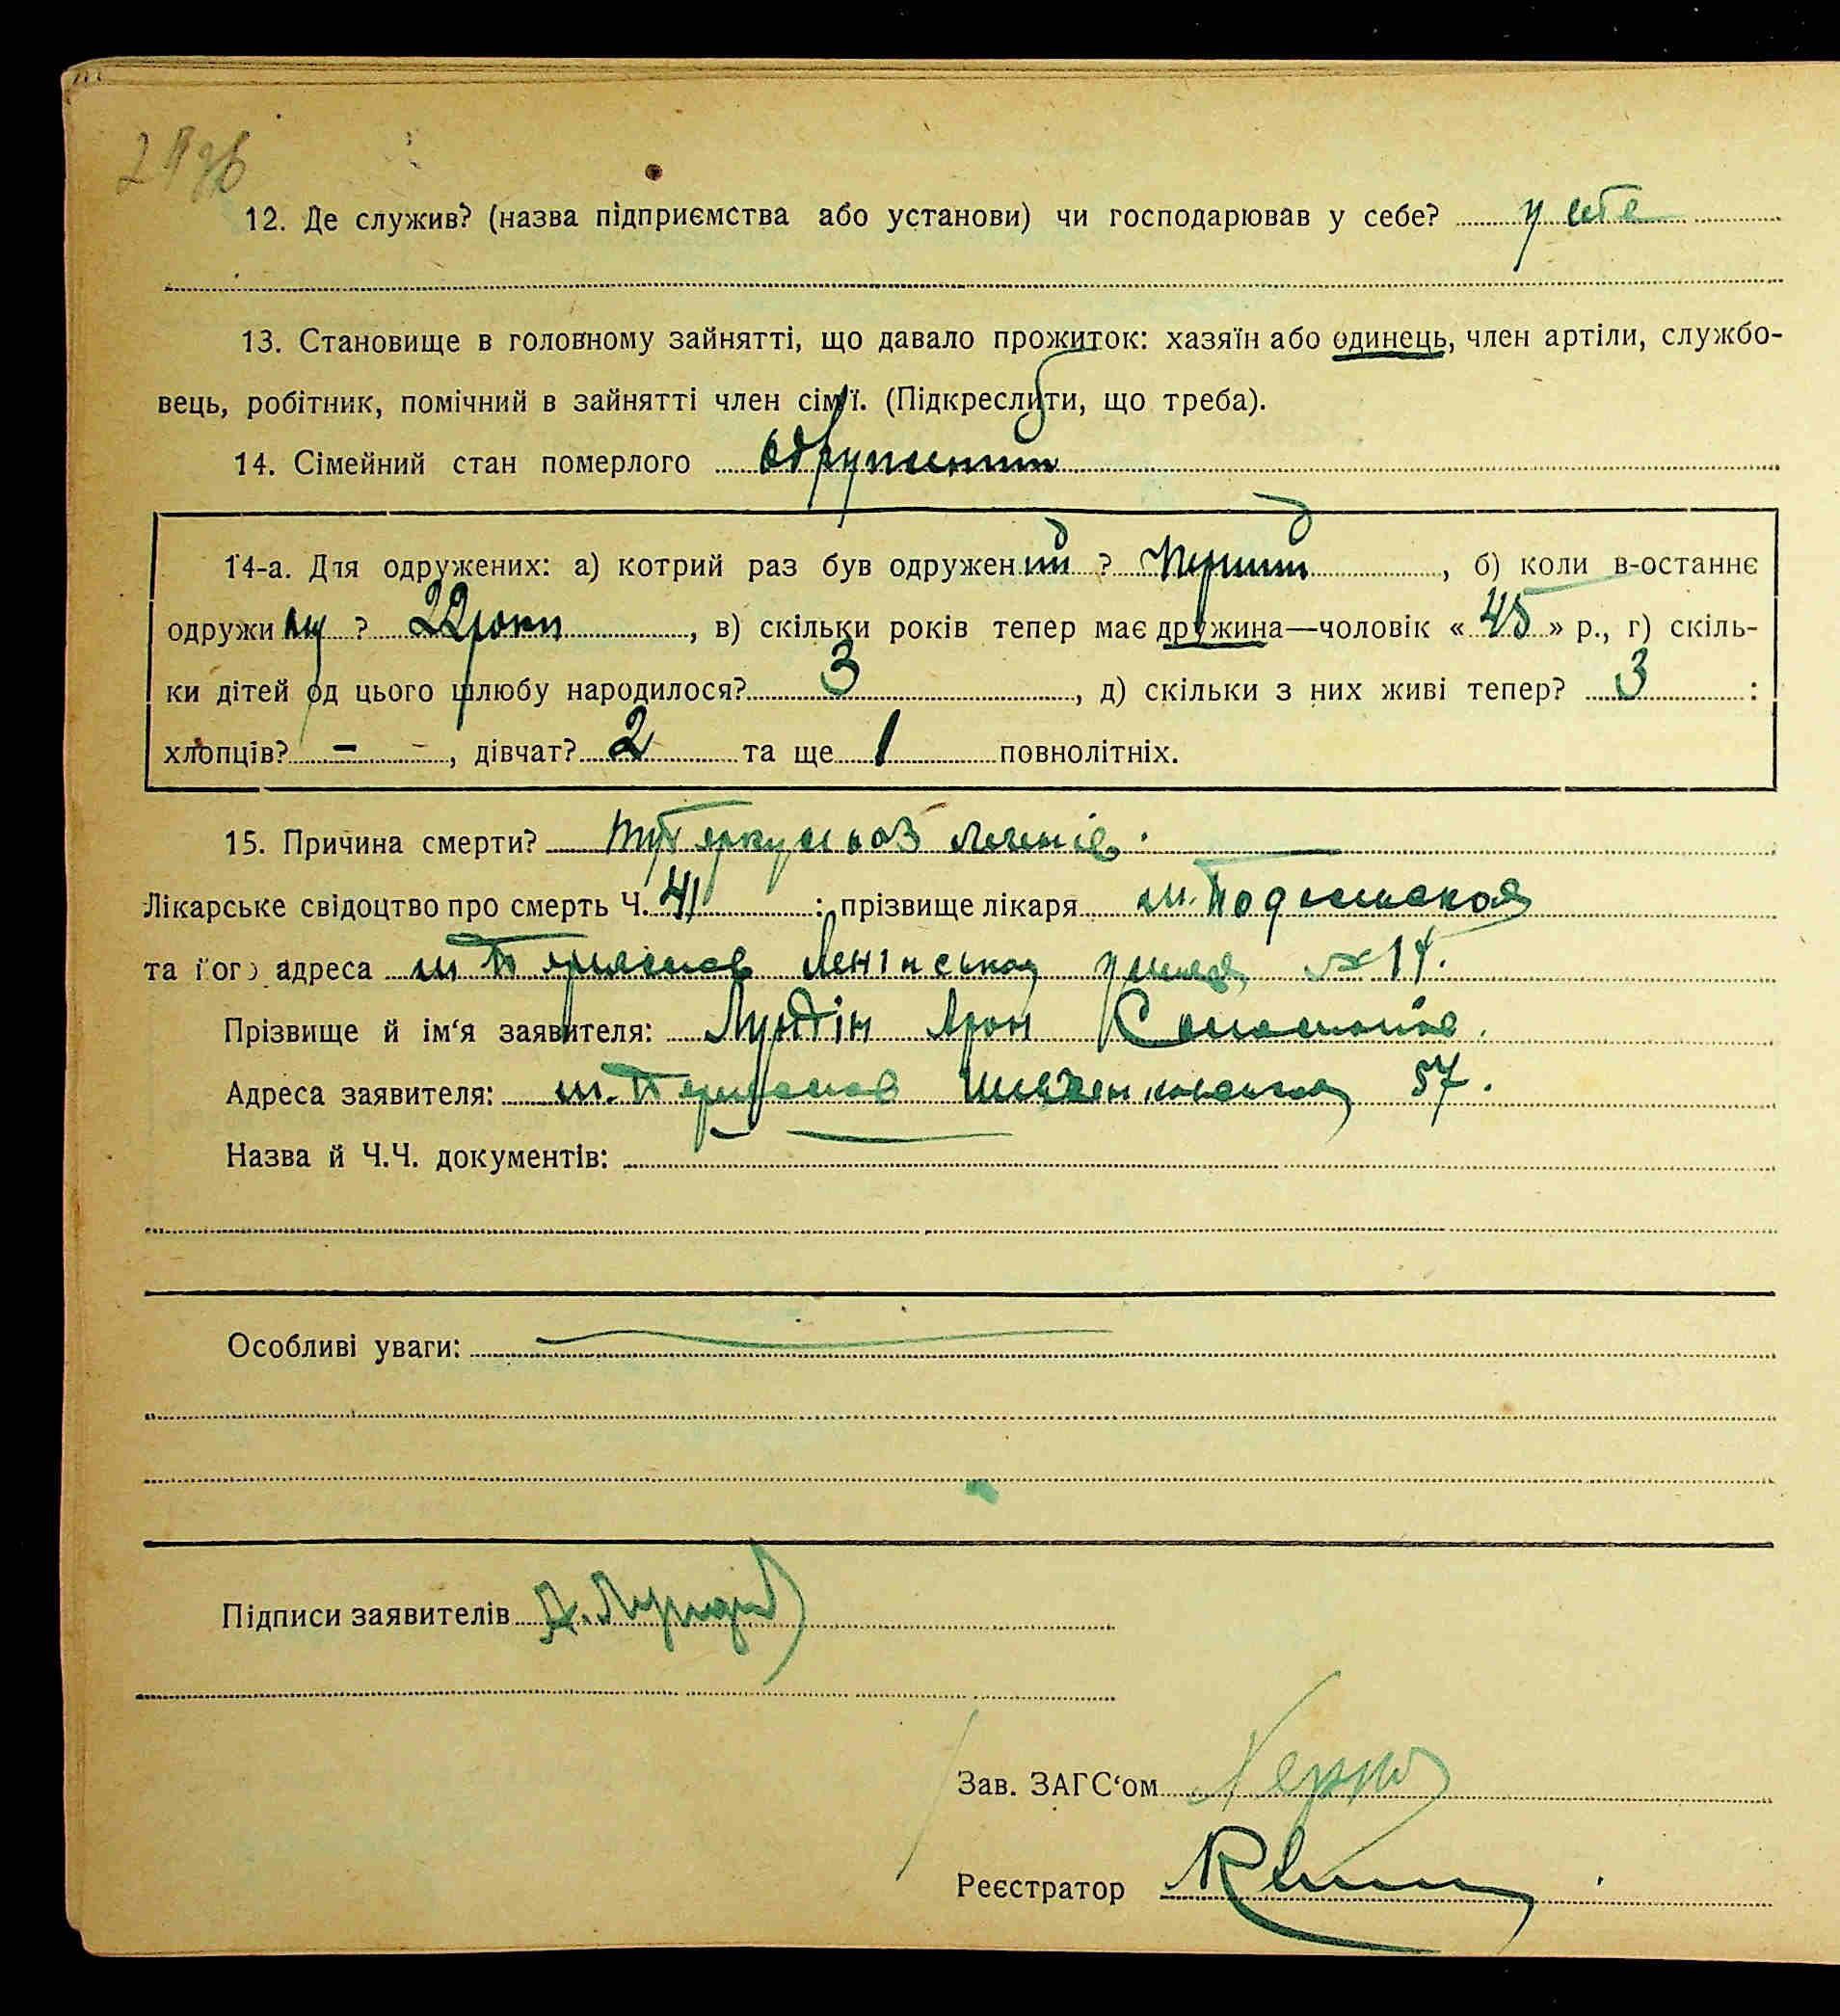 12. Де служив? (назва підприємства або установи) чи господарював у себе? у себе
13. Становище в головному зайнятті, що давало прожиток: хазяїн або одинець, член артіли, службо-
вець, робітник, помічний в зайнятті член сім'ї. (Підкреслити, що треба).
14. Сімейний стан померлого одружений
14-а. Для одружених: а) котрий раз був одружений? Перший, б) коли в-останнє
одружи ? 22 роки, в) скільки років тепер має дружина—чоловік «45» р., г) скіль-
ки дітей од цього шлюбу народилося? 3, д) скільки з них живі тепер? 3 :
хлопців? – , дівчат? 2 та ще 1 повнолітніх.
15. Причина смерти? туберкульоз легенів.
Лікарське свідоцтво про смерть Ч. 41 : прізвище лікаря
та його адреса Ленінська 14.
Прізвище й ім'я заявителя: Арон
Адреса заявителя: 57.
Назва й Ч.Ч. документів:
Особливі уваги:
Підписи заявителів
Зав. ЗАГС'ом
Реєстратор